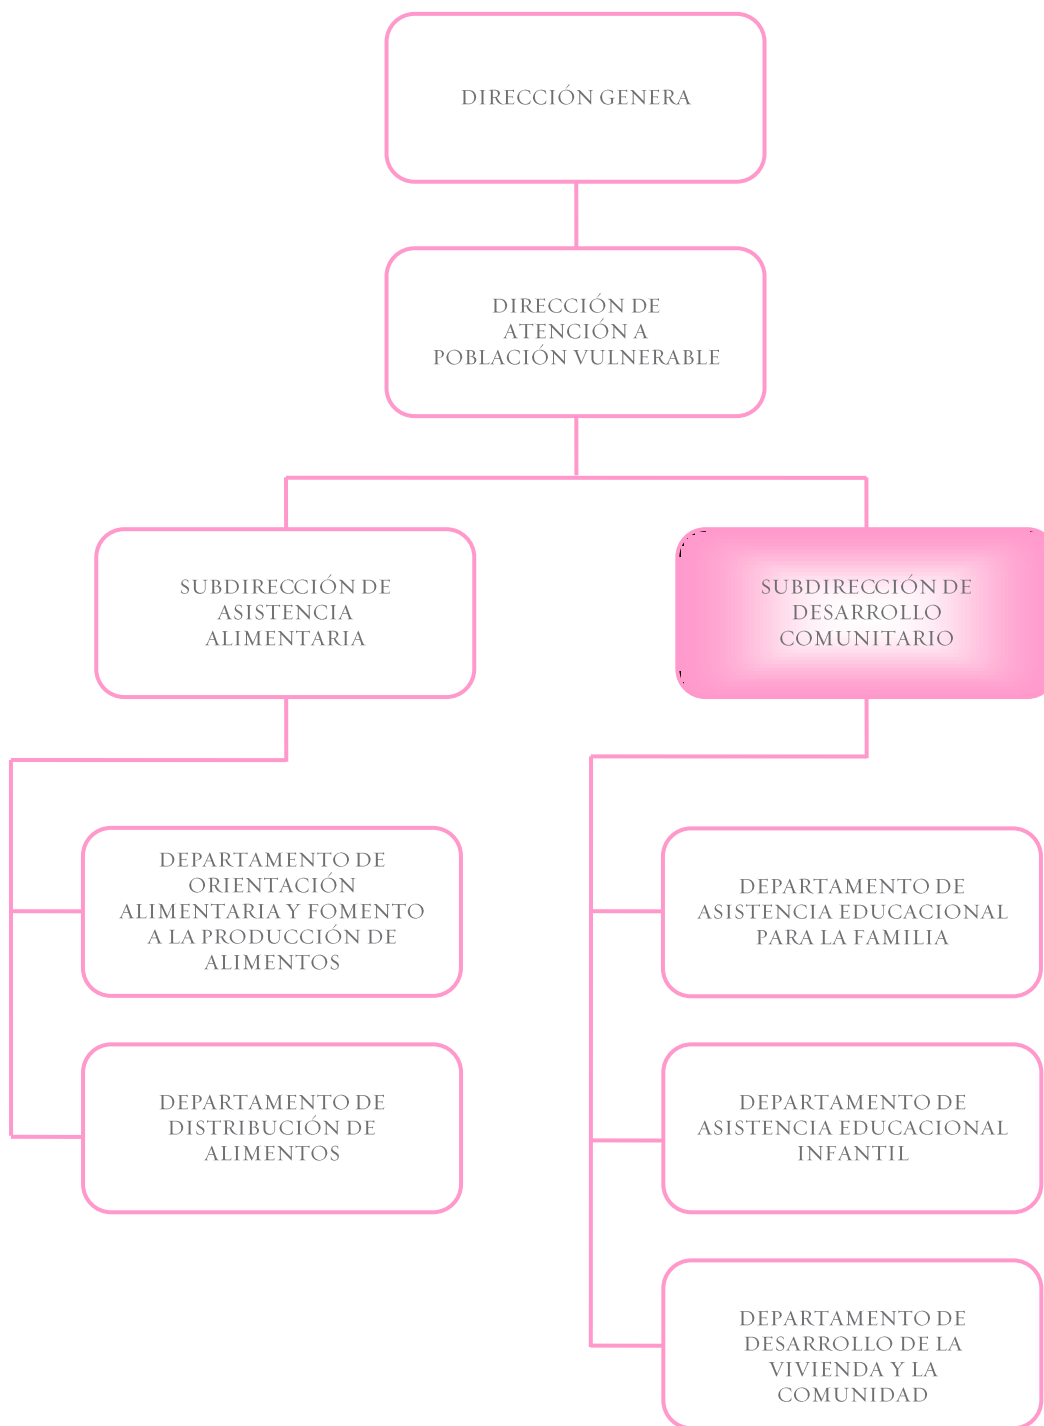 DIRECCIÓN GENERA
DIRECCIÓN DE
ATENCIÓN A
POBLACIÓN VULNERABLE
SUBDIRECCIÓN DE
ASISTENCIA
ALIMENTARIA
SUBDIRECCIÓN DE
DESARROLLO
COMUNITARIO
DEPARTAMENTO DE
ORIENTACIÓN
ALIMENTARIA Y FOMENTO
A LA PRODUCCIÓN DE
ALIMENTOS
DEPARTAMENTO DE
ASISTENCIA EDUCACIONAL
PARA LA FAMILIA
DEPARTAMENTO DE
DISTRIBUCIÓN DE
ALIMENTOS
DEPARTAMENTO DE
ASISTENCIA EDUCACIONAL
INFANTIL
DEPARTAMENTO DE
DESARROLLO DE LA
VIVIENDA Y LA
COMUNIDAD